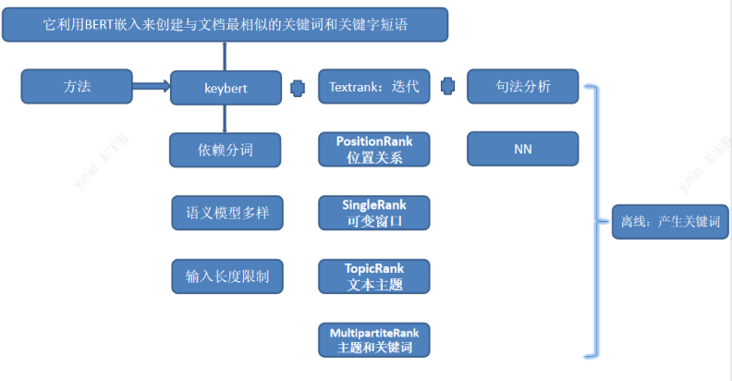 它利用BERT嵌入来创建与文档最相似的关键词和关键字短语
方法
keybert
Textrank：迭代
句法分析
依赖分词
PositionRank
位置关系
NN
语义模型多样
SingleRank
可变窗口
离线：产生关键词
输入长度限制
TopicRank
文本主题
MultipartiteRank
主题和关键词